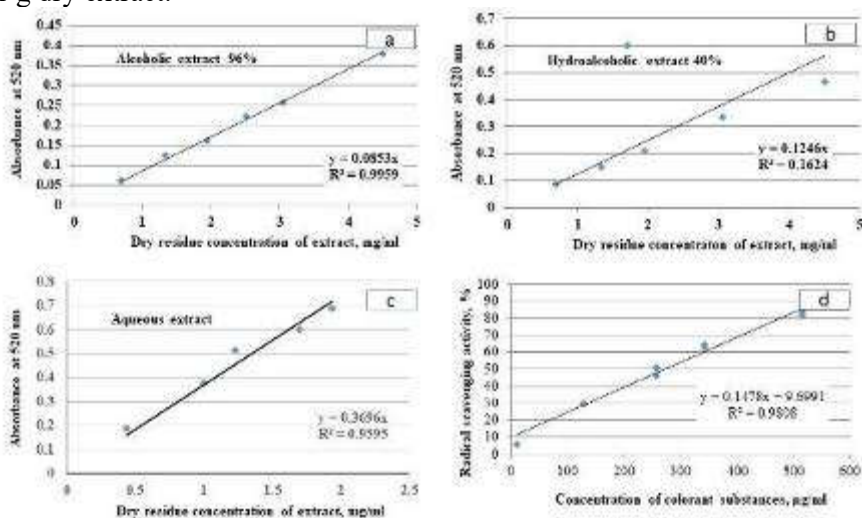 g dry extract.
a
Alcoholic extract 96%
Absorbance at 520 nm
0.45
0.4
0.35
0.3
0.25
0.2
0.15
0.1
0.05
0
y = 0.0853x
R² = 0.9959
0 1 2 3 4 5
Dry residue concentration of extract, mg/ml
b
Hydroalcoholic extract 40%
Absorbance at 520 nm
0.7
0.6
0.5
0.4
0.3
0.2
0.1
0
y = 0.1246x
R² = 0.1624
0 1 2 3 4 5
Dry residue concentraton of extract, mg/ml
c
Aqueous extract
Absorbance at 520 nm
0.8
0.7
0.6
0.5
0.4
0.3
0.2
0.1
0
y = 0.3696x
R² = 0.9595
0 0.5 1 1.5 2 2.5
Dry residue concentration of extract, mg/ml
d
Radical scavenging activity, %
100
90
80
70
60
50
40
30
20
10
0
y = 0.1478x
R² = 0.9808
0 100 200 300 400 500 600
Concentration of colorant substances, µg/ml